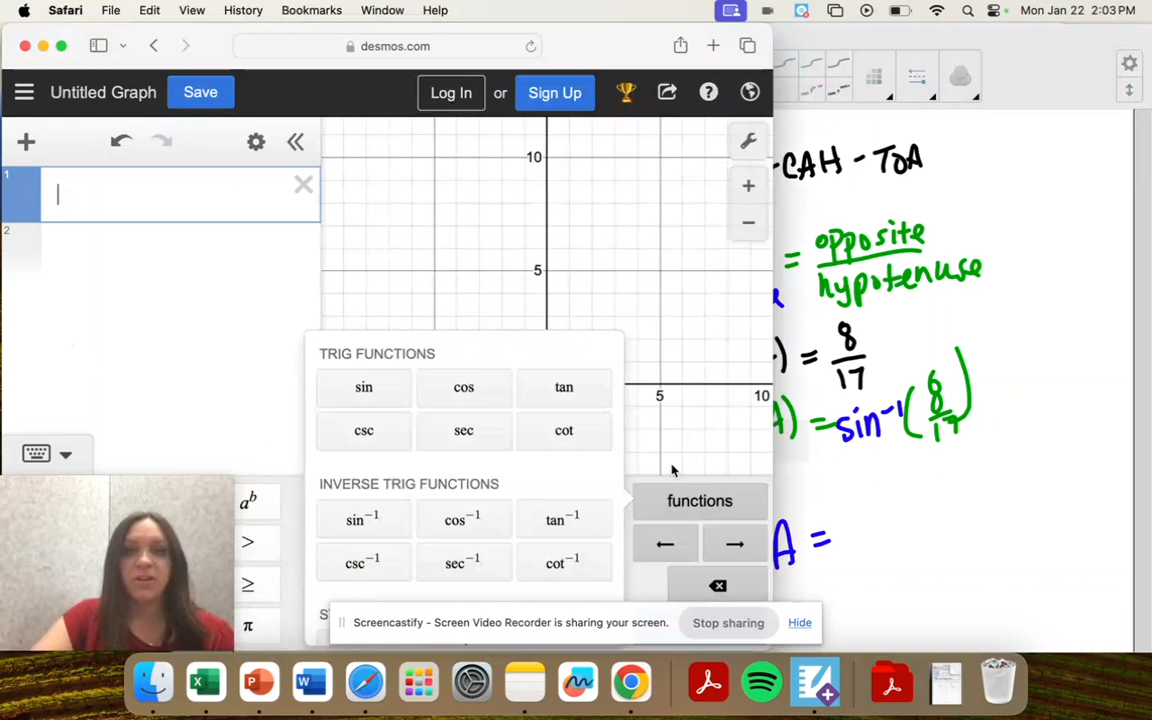 Safari File Edit View History Bookmarks Window Help Mon Jan 22 2:03 PM
desmos.com
Untitled Graph Save Log In or Sign Up
1
2
10
5
5
10
TRIG FUNCTIONS
sin cos tan
csc sec cot
INVERSE TRIG FUNCTIONS
sin⁻¹ cos⁻¹ tan⁻¹
csc⁻¹ sec⁻¹ cot⁻¹
aᵇ
>
≥
π
functions
← →
Screencastify - Screen Video Recorder is sharing your screen. Stop sharing Hide
-CAH - TOA
= opposite
hypotenuse
) = 8/17
A) = sin⁻¹(8/17)
A =